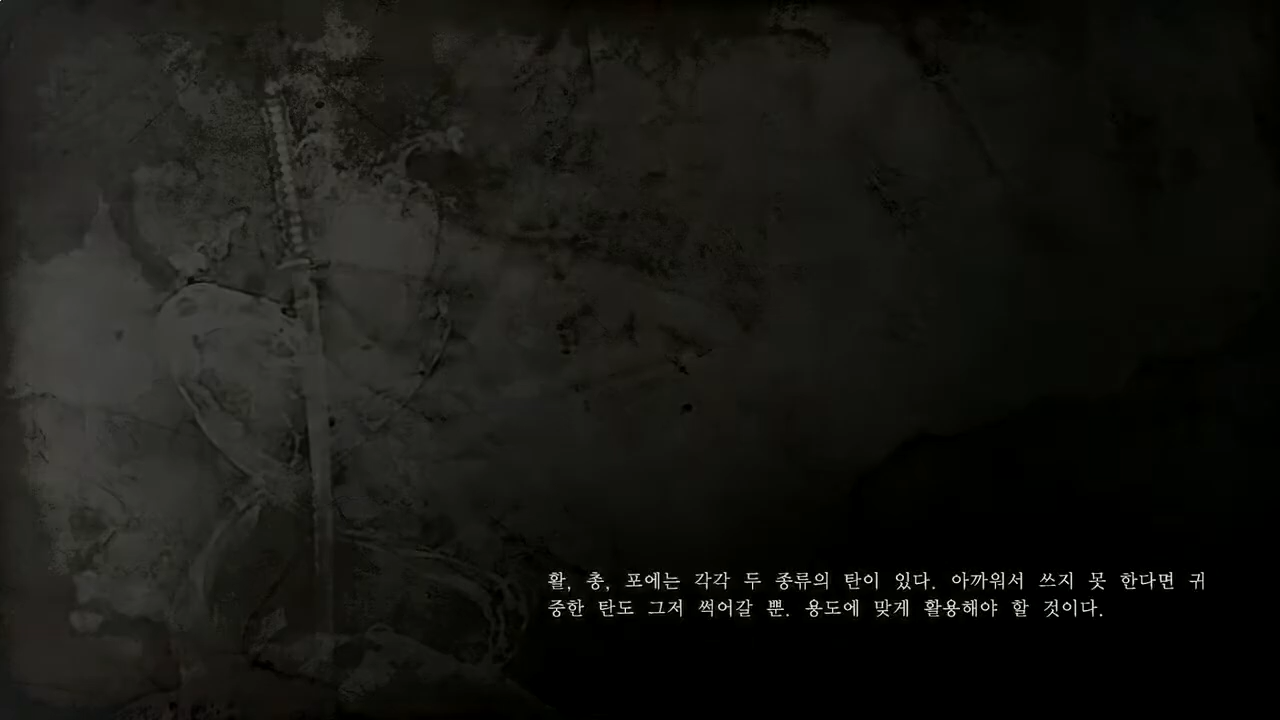 활, 총, 포에는 각각 두 종류의 탄이 있다. 아까워서 쓰지 못 한다면 귀
중한 탄도 그저 썩어갈 뿐. 용도에 맞게 활용해야 할 것이다.